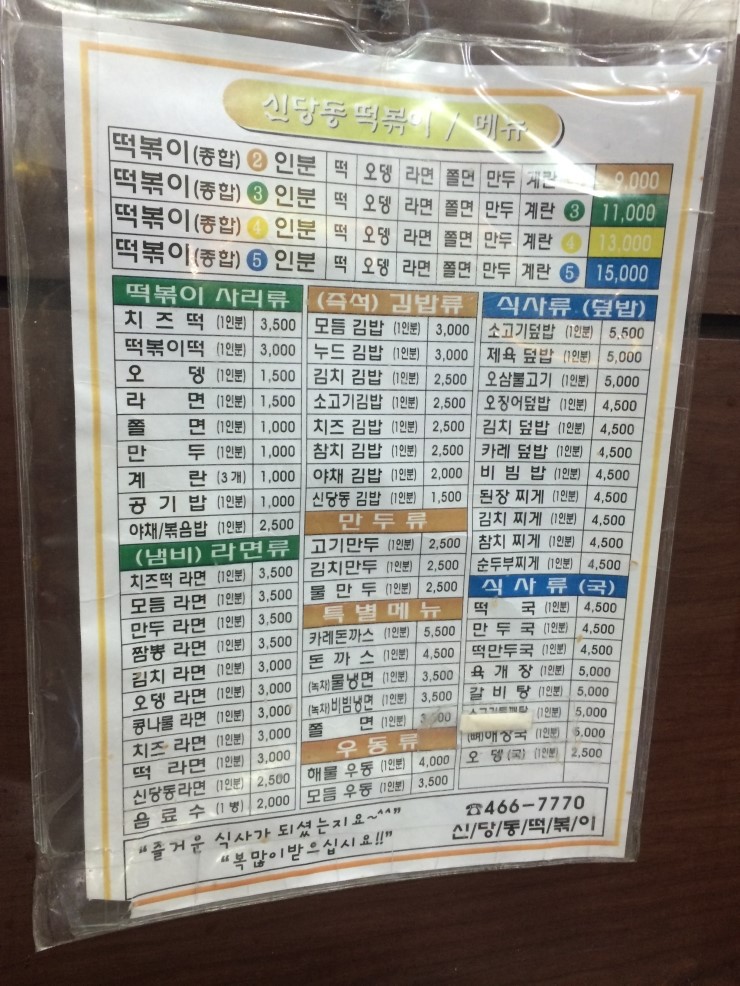 신당동 떡볶이 / 메뉴
떡볶이(종합) 2 인분 떡 오뎅 라면 쫄면 만두 계란 9,000
떡볶이(종합) 3 인분 떡 오뎅 라면 쫄면 만두 계란 3 11,000
떡볶이(종합) 4 인분 떡 오뎅 라면 쫄면 만두 계란 4 13,000
떡볶이(종합) 5 인분 떡 오뎅 라면 쫄면 만두 계란 5 15,000
떡볶이 사리류
치즈떡 (1인분) 3,500
떡볶이떡 (1인분) 3,000
오뎅 (1인분) 1,500
라면 (1인분) 1,500
쫄면 (1인분) 1,000
만두 (1인분) 1,000
계란 (3개) 1,000
공기밥 (1인분) 1,000
야채/볶음밥 (1인분) 2,500
(냄비) 라면류
치즈떡 라면 (1인분) 3,500
모듬 라면 (1인분) 3,500
만두 라면 (1인분) 3,500
짬뽕 라면 (1인분) 3,500
김치 라면 (1인분) 3,000
오뎅 라면 (1인분) 3,000
콩나물 라면 (1인분) 3,000
치즈 라면 (1인분) 3,000
떡 라면 (1인분) 3,000
신당동라면 (1인분) 2,500
음료수 (1병) 2,000
(즉석) 김밥류
모듬 김밥 (1인분) 3,000
누드 김밥 (1인분) 3,000
김치 김밥 (1인분) 2,500
소고기김밥 (1인분) 2,500
치즈 김밥 (1인분) 2,500
참치 김밥 (1인분) 2,500
야채 김밥 (1인분) 2,000
신당동 김밥 (1인분) 1,500
만두류
고기만두 (1인분) 2,500
김치만두 (1인분) 2,500
물만두 (1인분) 2,500
특별메뉴
카레돈까스 (1인분) 5,500
돈까스 (1인분) 4,500
(녹차)물냉면 (1인분) 3,500
(녹차)비빔냉면 (1인분) 3,500
쫄면 (1인분)
우동류
해물 우동 (1인분) 4,000
모듬 우동 (1인분) 3,500
식사류 (덮밥)
소고기덮밥 (1인분) 5,500
제육 덮밥 (1인분) 5,000
오삼불고기 (1인분) 5,000
오징어덮밥 (1인분) 4,500
김치 덮밥 (1인분) 4,500
카레 덮밥 (1인분) 4,500
비빔밥 (1인분) 4,500
된장 찌게 (1인분) 4,500
김치 찌게 (1인분) 4,500
참치 찌게 (1인분) 4,500
순두부찌게 (1인분) 4,500
식사류 (국)
떡국 (1인분) 4,500
만두국 (1인분) 4,500
떡만두국 (1인분) 4,500
육개장 (1인분) 5,000
갈비탕 (1인분) 5,000
(1인분) 5,000
(뼈)해장국 (1인분) 5,000
오뎅(국) (1인분) 2,500
"즐거운 식사가 되셨는지요~^^"
"복많이받으십시요!!"
☎466-7770
신/당/동/떡/볶/이